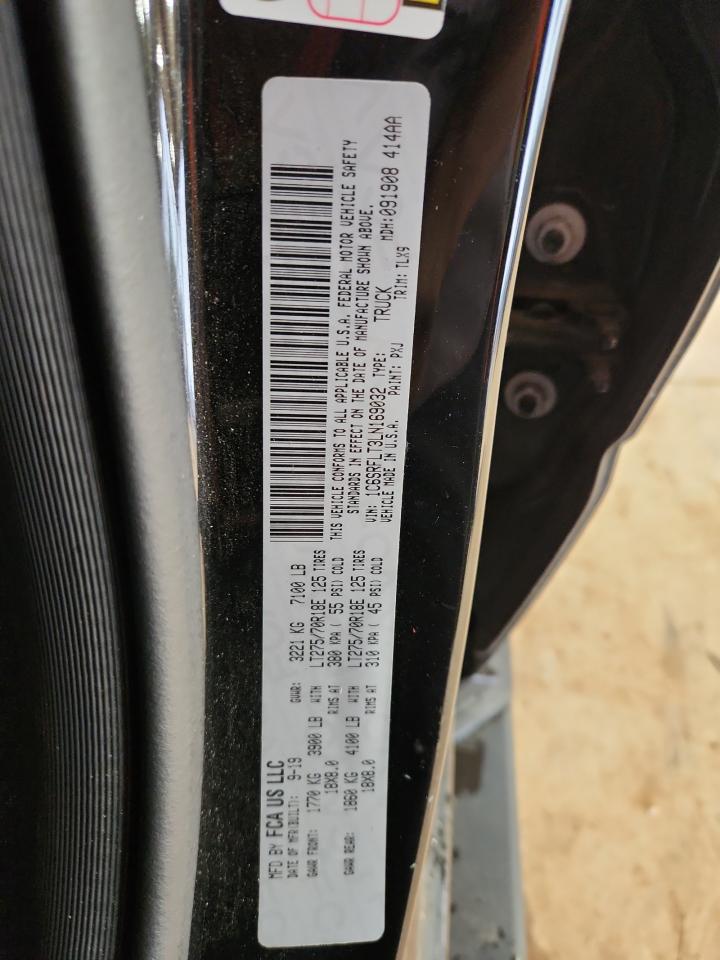 MFD BY FCA US LLC
DATE OF MFR(BUILT): 9-19 GVWR: 3221 KG 7100 LB
GAWR FRONT: 1770 KG 3900 LB WITH LT275/70R18E 125 TIRES
18X8.0 RIMS AT 380 KPA ( 55 PSI) COLD
GAWR REAR: 1860 KG 4100 LB WITH LT275/70R18E 125 TIRES
18X8.0 RIMS AT 310 KPA ( 45 PSI) COLD
THIS VEHICLE CONFORMS TO ALL APPLICABLE U.S.A. FEDERAL MOTOR VEHICLE SAFETY
STANDARDS IN EFFECT ON THE DATE OF MANUFACTURE SHOWN ABOVE.
VIN: 1C6SRFLT3LN169032 TYPE: TRUCK MDH:091908 414AA
VEHICLE MADE IN U.S.A. PAINT: PXJ TRIM: TLX9